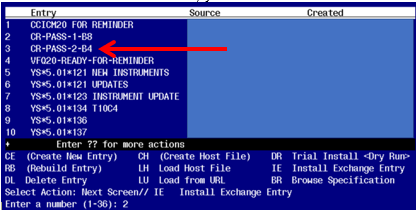 Entry Source Created
1 CCICM20 FOR REMINDER
2 CR-PASS-1-B8
3 CR-PASS-2-B4
4 VFQ20-READY-FOR-REMINDER
5 YS*5.01*121 NEW INSTRUMENTS
6 YS*5.01*121 UPDATES
7 YS*5.01*123 INSTRUMENT UPDATE
8 YS*5.01*134 T10C4
9 YS*5.01*136
10 YS*5.01*137
+ Enter ?? for more actions
CE (Create New Entry) CH (Create Host File) DR Trial Install <Dry Run>
RB (Rebuild Entry) LH Load Host File IE Install Exchange Entry
DL Delete Entry LU Load from URL BR Browse Specification
Select Action: Next Screen// IE Install Exchange Entry
Enter a number (1-36): 2